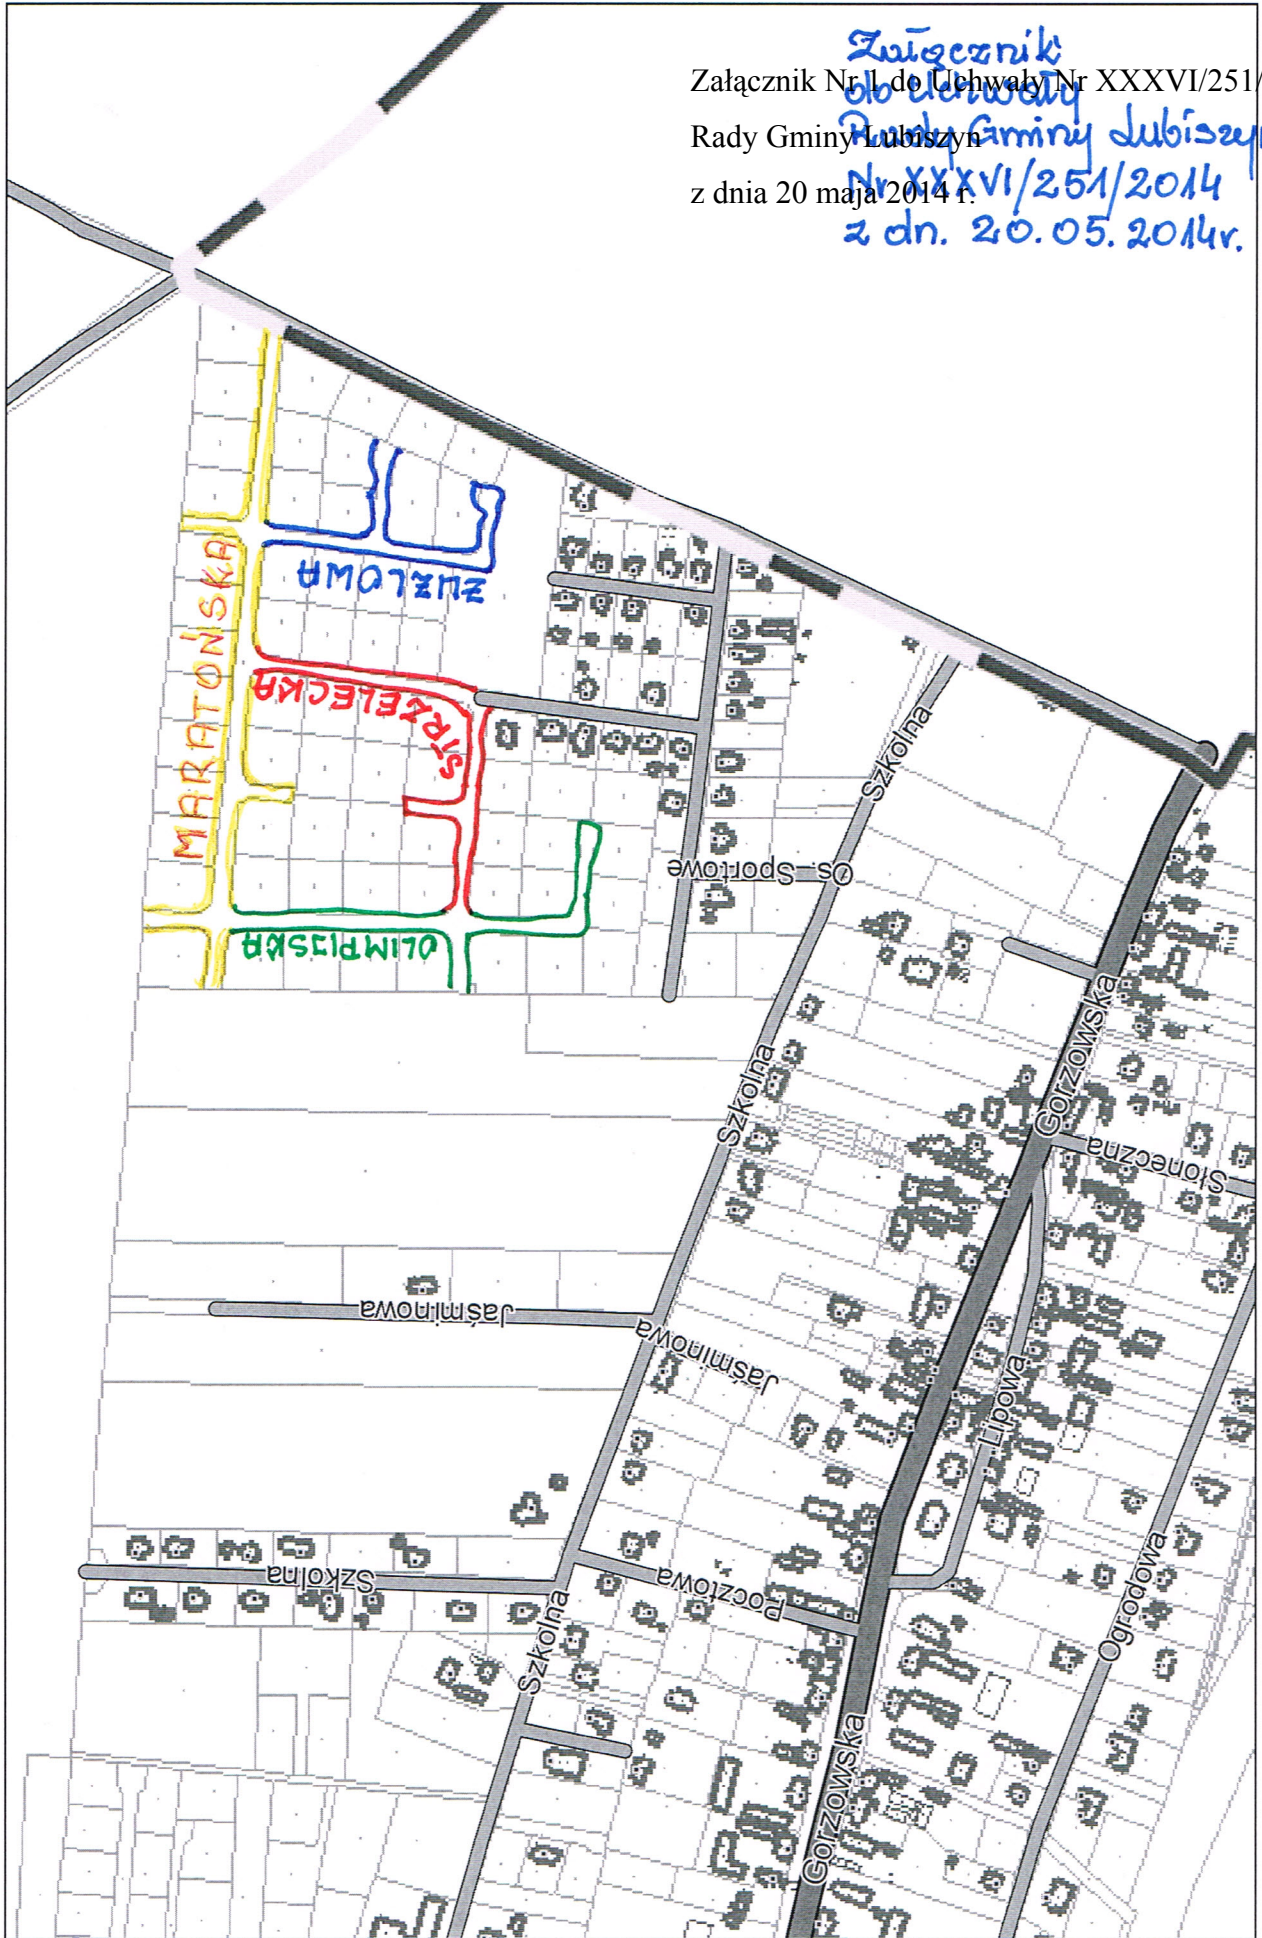 Załącznik
Załącznik Nr 1 do Uchwały Nr XXXVI/251/
do Uchwały
Rady Gminy Lubiszyn
Rady Gminy Lubiszyn
Nr XXXVI/251/2014
z dnia 20 maja 2014 r.
z dn. 20.05.2014r.
MARATOŃSKA
ŻUŻLOWA
STRZELECKA
OLIMPIJSKA
Szkolna
Os. Sportowe
Gorzowska
Szkolna
Słoneczna
Jaśminowa
Jaśminowa
Lipowa
Szkolna
Pocztowa
Ogrodowa
Szkolna
Gorzowska